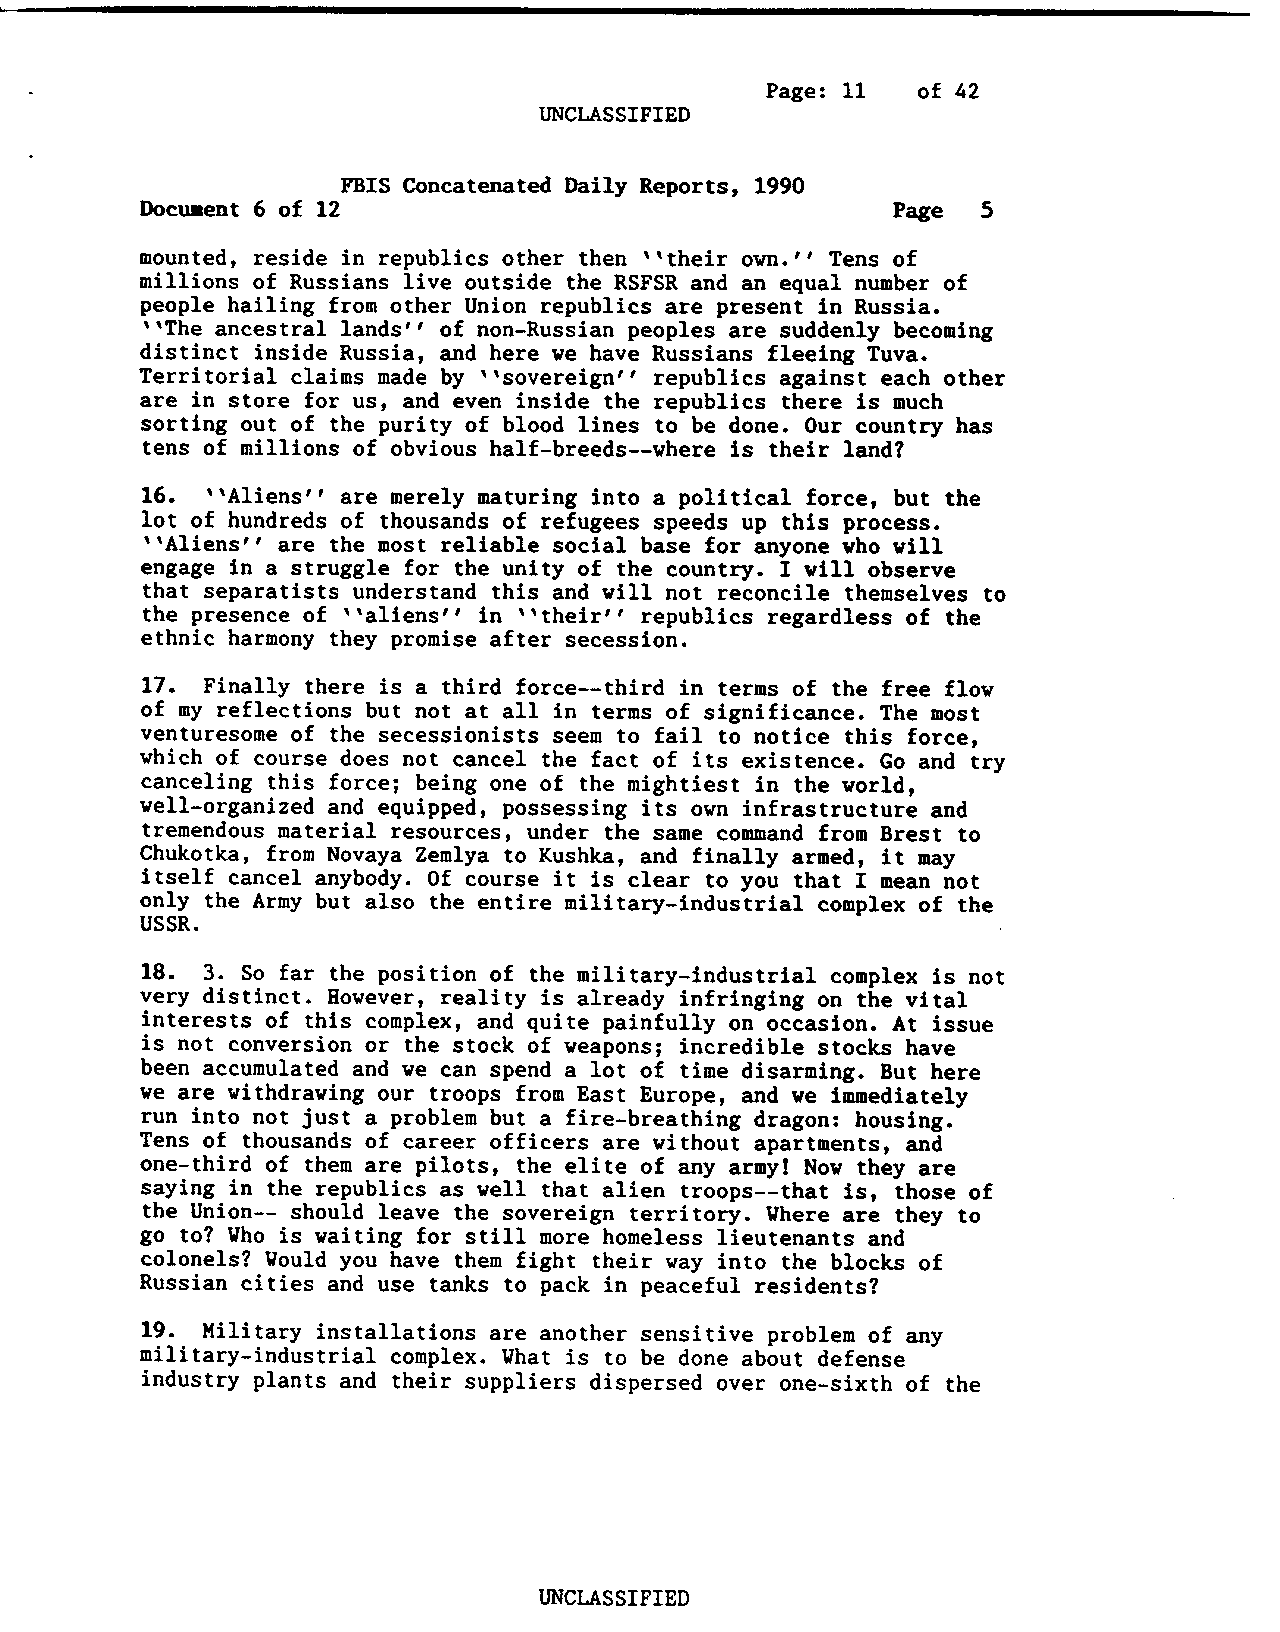 Page: 11 of 42
UNCLASSIFIED
FBIS Concatenated Daily Reports, 1990
Document 6 of 12 Page 5
mounted, reside in republics other then ``their own.'' Tens of
millions of Russians live outside the RSFSR and an equal number of
people hailing from other Union republics are present in Russia.
``The ancestral lands'' of non-Russian peoples are suddenly becoming
distinct inside Russia, and here we have Russians fleeing Tuva.
Territorial claims made by ``sovereign'' republics against each other
are in store for us, and even inside the republics there is much
sorting out of the purity of blood lines to be done. Our country has
tens of millions of obvious half-breeds--where is their land?
16. ``Aliens'' are merely maturing into a political force, but the
lot of hundreds of thousands of refugees speeds up this process.
``Aliens'' are the most reliable social base for anyone who will
engage in a struggle for the unity of the country. I will observe
that separatists understand this and will not reconcile themselves to
the presence of ``aliens'' in ``their'' republics regardless of the
ethnic harmony they promise after secession.
17. Finally there is a third force--third in terms of the free flow
of my reflections but not at all in terms of significance. The most
venturesome of the secessionists seem to fail to notice this force,
which of course does not cancel the fact of its existence. Go and try
canceling this force; being one of the mightiest in the world,
well-organized and equipped, possessing its own infrastructure and
tremendous material resources, under the same command from Brest to
Chukotka, from Novaya Zemlya to Kushka, and finally armed, it may
itself cancel anybody. Of course it is clear to you that I mean not
only the Army but also the entire military-industrial complex of the
USSR.
18. 3. So far the position of the military-industrial complex is not
very distinct. However, reality is already infringing on the vital
interests of this complex, and quite painfully on occasion. At issue
is not conversion or the stock of weapons; incredible stocks have
been accumulated and we can spend a lot of time disarming. But here
we are withdrawing our troops from East Europe, and we immediately
run into not just a problem but a fire-breathing dragon: housing.
Tens of thousands of career officers are without apartments, and
one-third of them are pilots, the elite of any army! Now they are
saying in the republics as well that alien troops--that is, those of
the Union-- should leave the sovereign territory. Where are they to
go to? Who is waiting for still more homeless lieutenants and
colonels? Would you have them fight their way into the blocks of
Russian cities and use tanks to pack in peaceful residents?
19. Military installations are another sensitive problem of any
military-industrial complex. What is to be done about defense
industry plants and their suppliers dispersed over one-sixth of the
UNCLASSIFIED